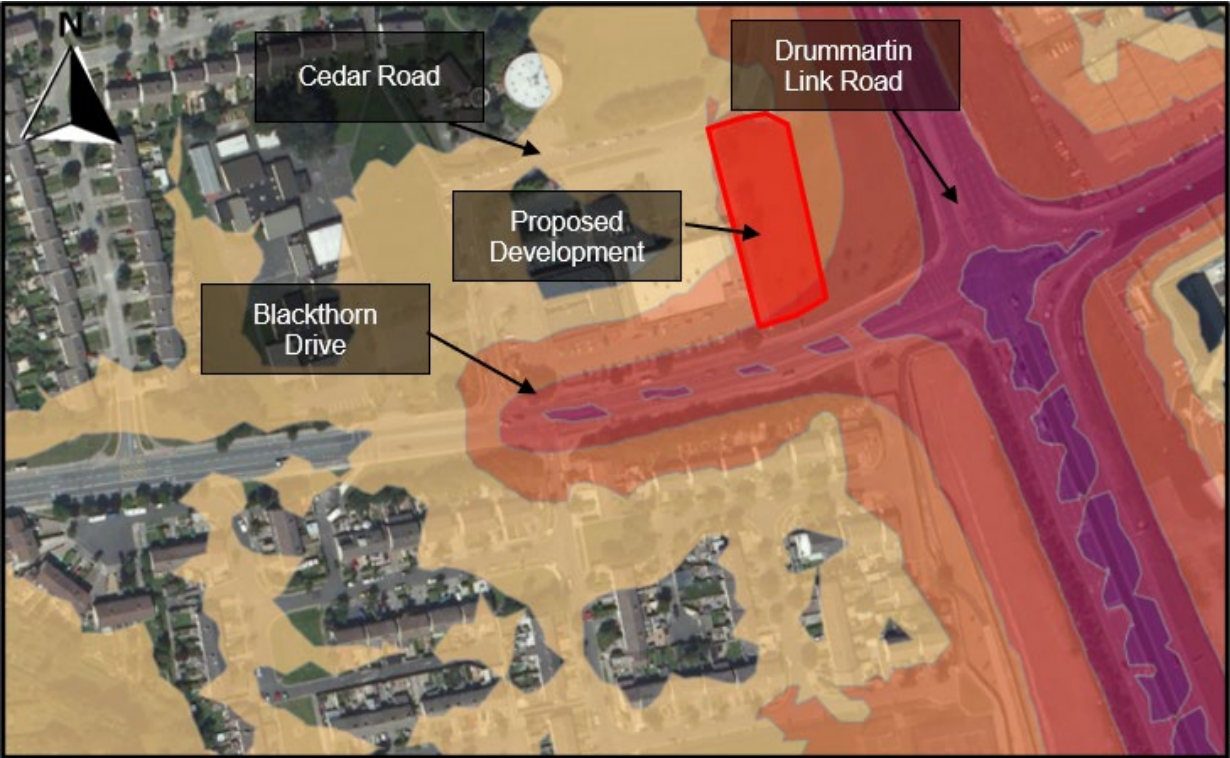 N
Cedar Road
Drummartin
Link Road
Proposed
Development
Blackthorn
Drive